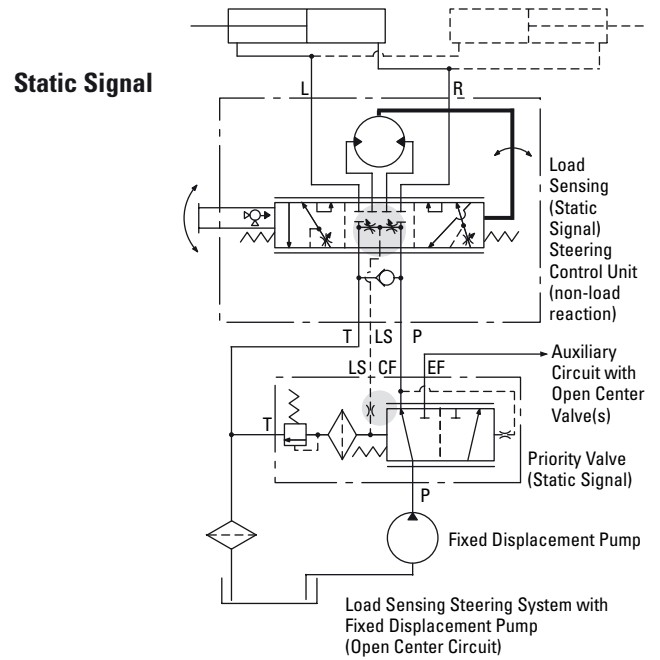 Static Signal
L
R
Load
Sensing
(Static
Signal)
Steering
Control Unit
(non-load
reaction)
T LS P
LS CF EF
Auxiliary
Circuit with
Open Center
Valve(s)
T
Priority Valve
(Static Signal)
P
Fixed Displacement Pump
Load Sensing Steering System with
Fixed Displacement Pump
(Open Center Circuit)